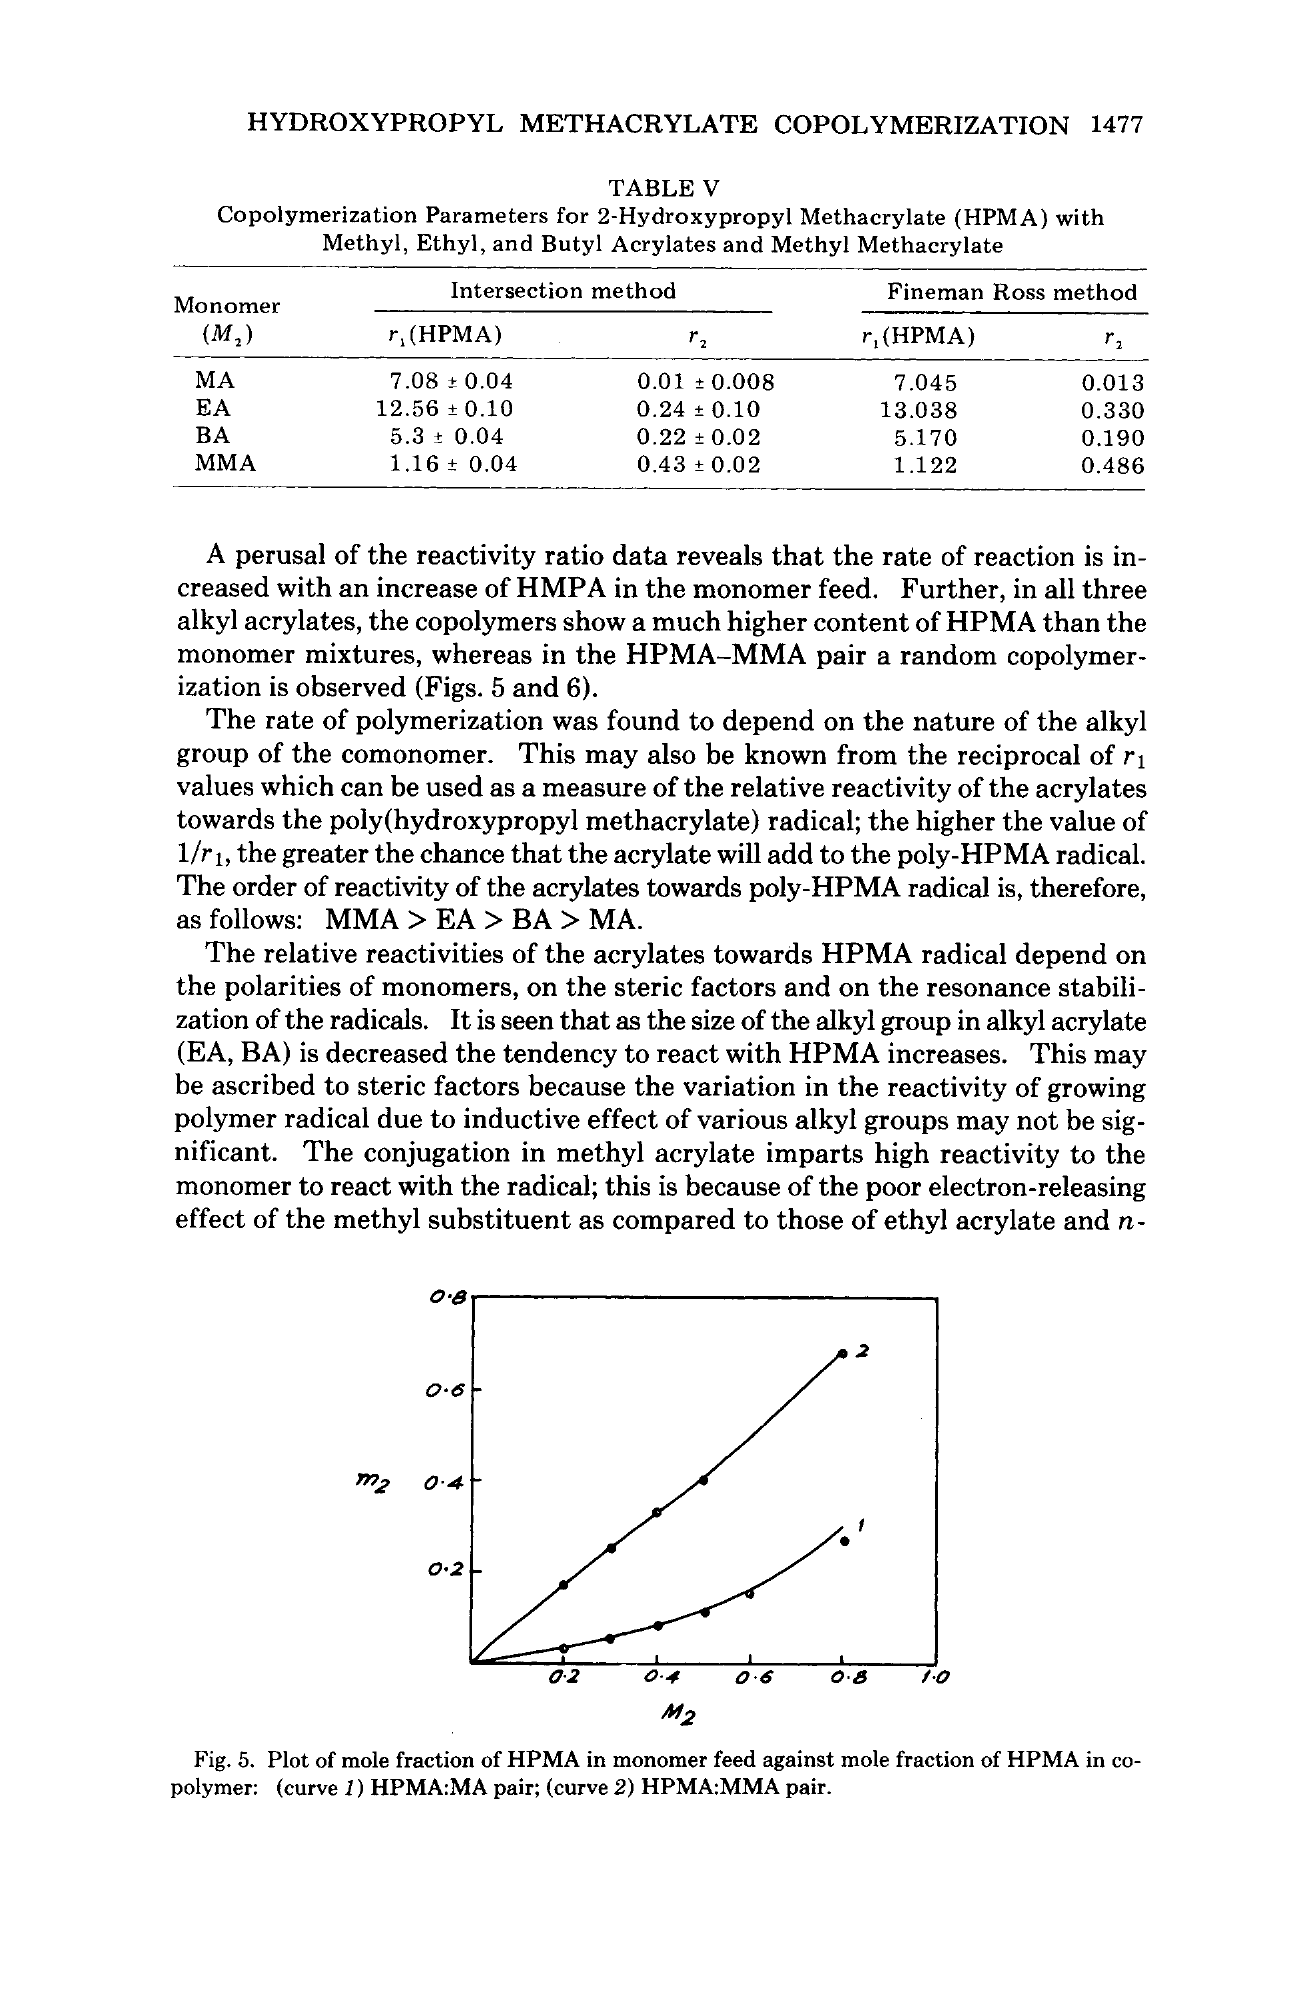 HYDROXYPROPYL METHACRYLATE COPOLYMERIZATION 1477
TABLE V
Copolymerization Parameters for 2-Hydroxypropyl Methacrylate (HPMA) with
Methyl, Ethyl, and Butyl Acrylates and Methyl Methacrylate
Monomer Intersection method Fineman Ross method
(M₂) r₁(HPMA) r₂ r₁(HPMA) r₂
MA 7.08 ± 0.04 0.01 ± 0.008 7.045 0.013
EA 12.56 ± 0.10 0.24 ± 0.10 13.038 0.330
BA 5.3 ± 0.04 0.22 ± 0.02 5.170 0.190
MMA 1.16 ± 0.04 0.43 ± 0.02 1.122 0.486
A perusal of the reactivity ratio data reveals that the rate of reaction is in-
creased with an increase of HMPA in the monomer feed. Further, in all three
alkyl acrylates, the copolymers show a much higher content of HPMA than the
monomer mixtures, whereas in the HPMA–MMA pair a random copolymer-
ization is observed (Figs. 5 and 6).
The rate of polymerization was found to depend on the nature of the alkyl
group of the comonomer. This may also be known from the reciprocal of r₁
values which can be used as a measure of the relative reactivity of the acrylates
towards the poly(hydroxypropyl methacrylate) radical; the higher the value of
1/r₁, the greater the chance that the acrylate will add to the poly-HPMA radical.
The order of reactivity of the acrylates towards poly-HPMA radical is, therefore,
as follows: MMA > EA > BA > MA.
The relative reactivities of the acrylates towards HPMA radical depend on
the polarities of monomers, on the steric factors and on the resonance stabili-
zation of the radicals. It is seen that as the size of the alkyl group in alkyl acrylate
(EA, BA) is decreased the tendency to react with HPMA increases. This may
be ascribed to steric factors because the variation in the reactivity of growing
polymer radical due to inductive effect of various alkyl groups may not be sig-
nificant. The conjugation in methyl acrylate imparts high reactivity to the
monomer to react with the radical; this is because of the poor electron-releasing
effect of the methyl substituent as compared to those of ethyl acrylate and n-
0.8
2
0.6
m₂ 0.4
1
0.2
0.2 0.4 0.6 0.8 1.0
M₂
Fig. 5. Plot of mole fraction of HPMA in monomer feed against mole fraction of HPMA in co-
polymer: (curve 1) HPMA:MA pair; (curve 2) HPMA:MMA pair.